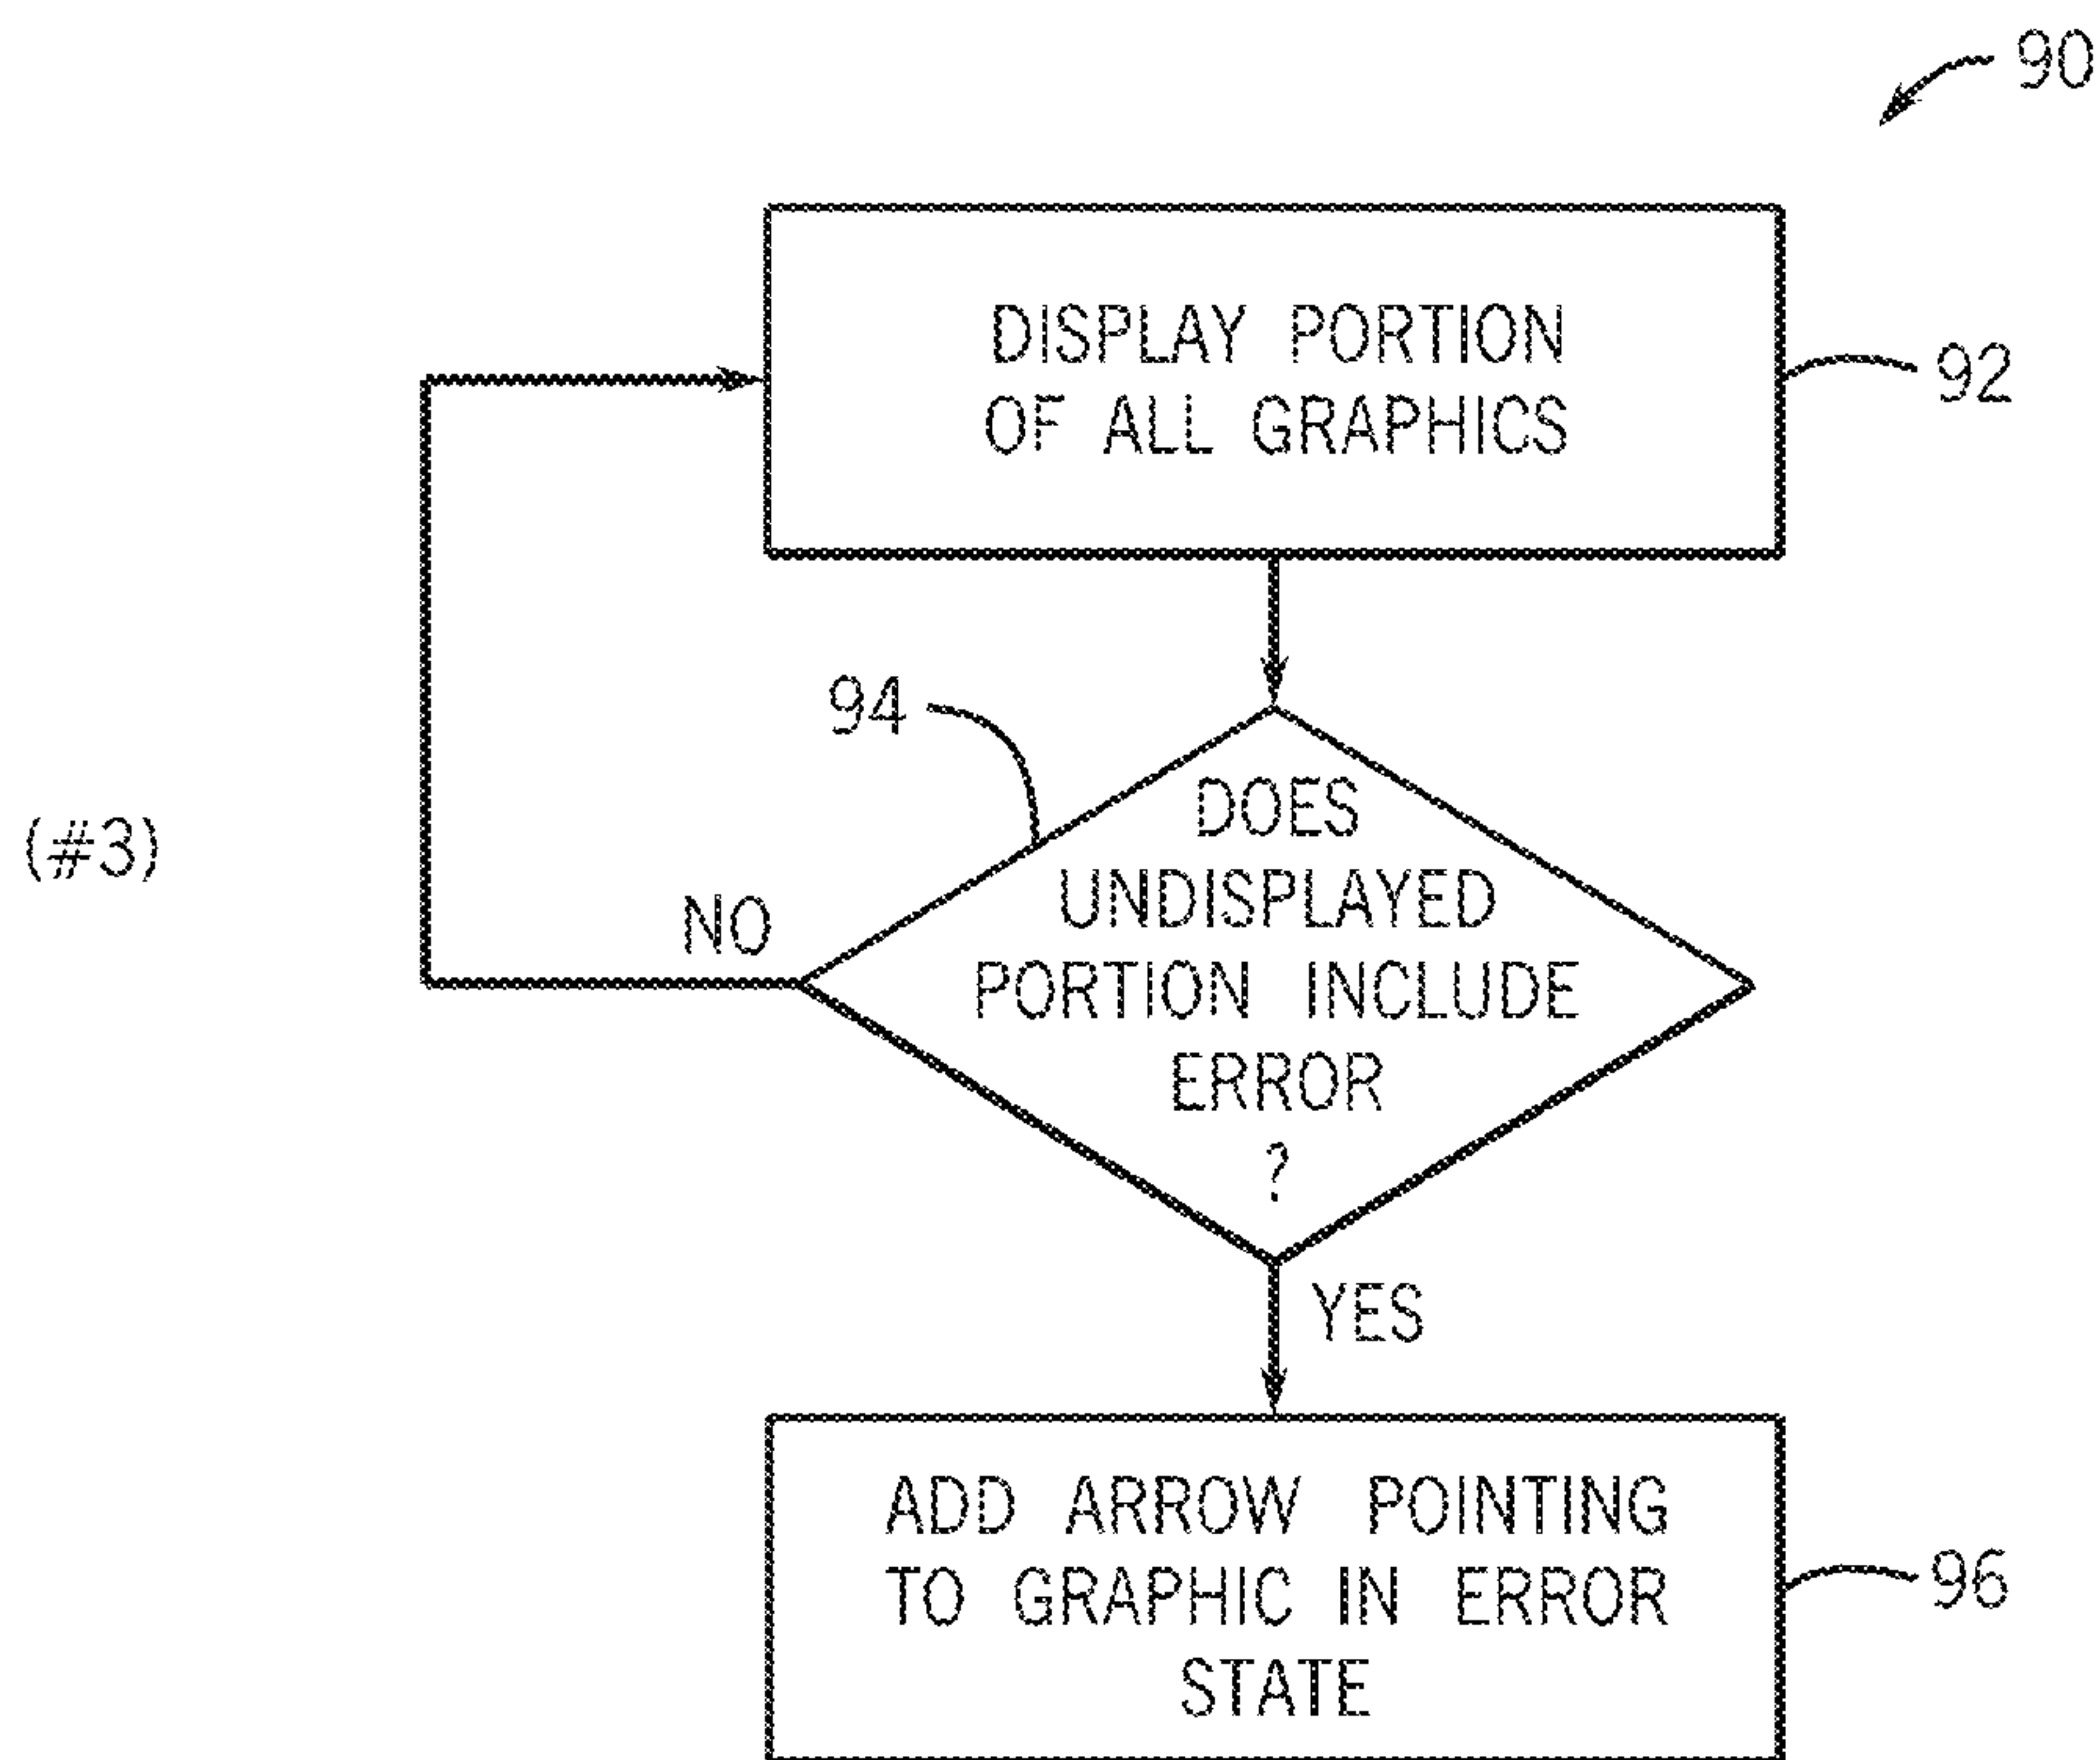 90
DISPLAY PORTION
OF ALL GRAPHICS
92
94
DOES
UNDISPLAYED
PORTION INCLUDE
ERROR
?
(#3)
NO
YES
ADD ARROW POINTING
TO GRAPHIC IN ERROR
STATE
96